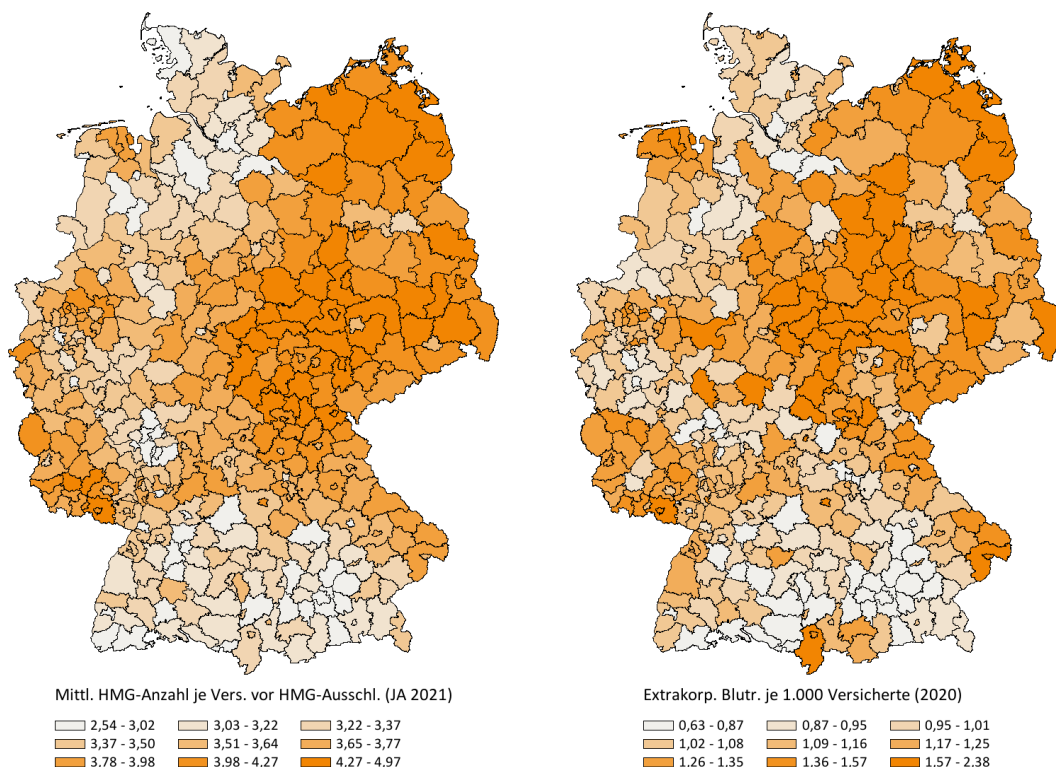 Mittl. HMG-Anzahl je Vers. vor HMG-Ausschl. (JA 2021)
2,54 - 3,02 3,03 - 3,22 3,22 - 3,37
3,37 - 3,50 3,51 - 3,64 3,65 - 3,77
3,78 - 3,98 3,98 - 4,27 4,27 - 4,97
Extrakorp. Blutr. je 1.000 Versicherte (2020)
0,63 - 0,87 0,87 - 0,95 0,95 - 1,01
1,02 - 1,08 1,09 - 1,16 1,17 - 1,25
1,26 - 1,35 1,36 - 1,57 1,57 - 2,38